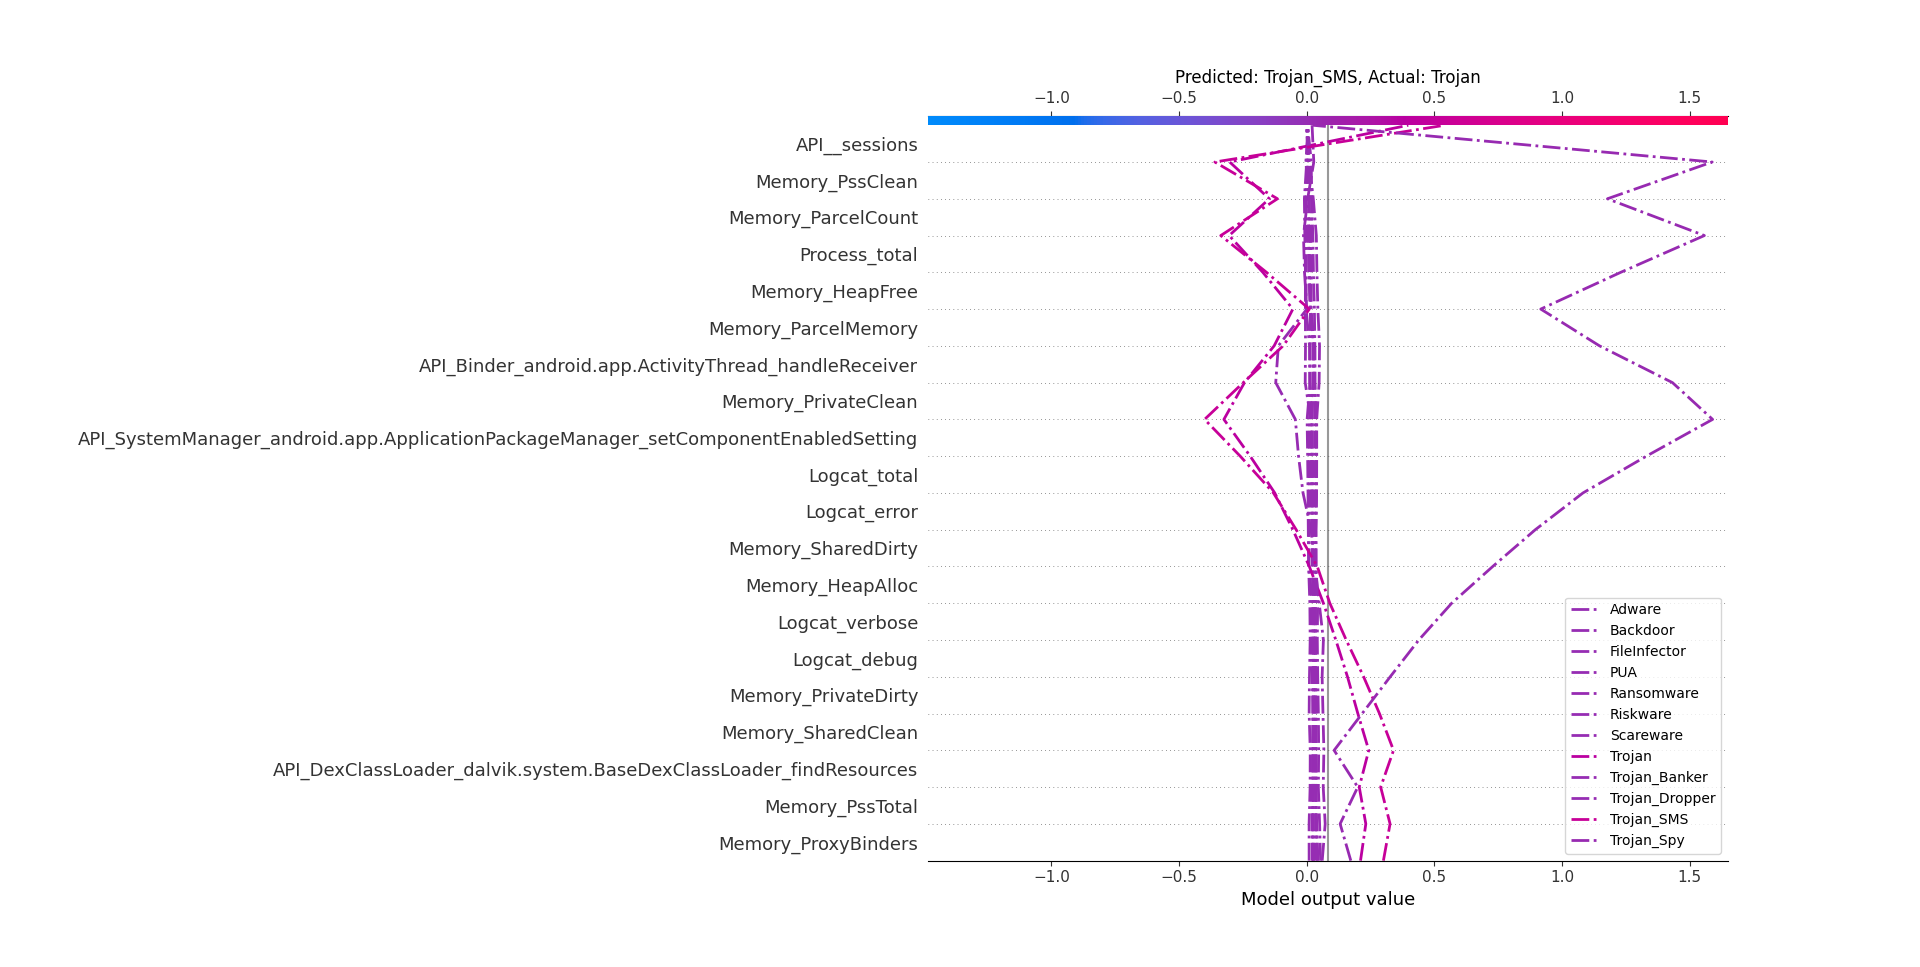 Predicted: Trojan_SMS, Actual: Trojan
−1.0 −0.5 0.0 0.5 1.0 1.5
API__sessions
Memory_PssClean
Memory_ParcelCount
Process_total
Memory_HeapFree
Memory_ParcelMemory
API_Binder_android.app.ActivityThread_handleReceiver
Memory_PrivateClean
API_SystemManager_android.app.ApplicationPackageManager_setComponentEnabledSetting
Logcat_total
Logcat_error
Memory_SharedDirty
Memory_HeapAlloc
Logcat_verbose
Logcat_debug
Memory_PrivateDirty
Memory_SharedClean
API_DexClassLoader_dalvik.system.BaseDexClassLoader_findResources
Memory_PssTotal
Memory_ProxyBinders
Adware
Backdoor
FileInfector
PUA
Ransomware
Riskware
Scareware
Trojan
Trojan_Banker
Trojan_Dropper
Trojan_SMS
Trojan_Spy
−1.0 −0.5 0.0 0.5 1.0 1.5
Model output value